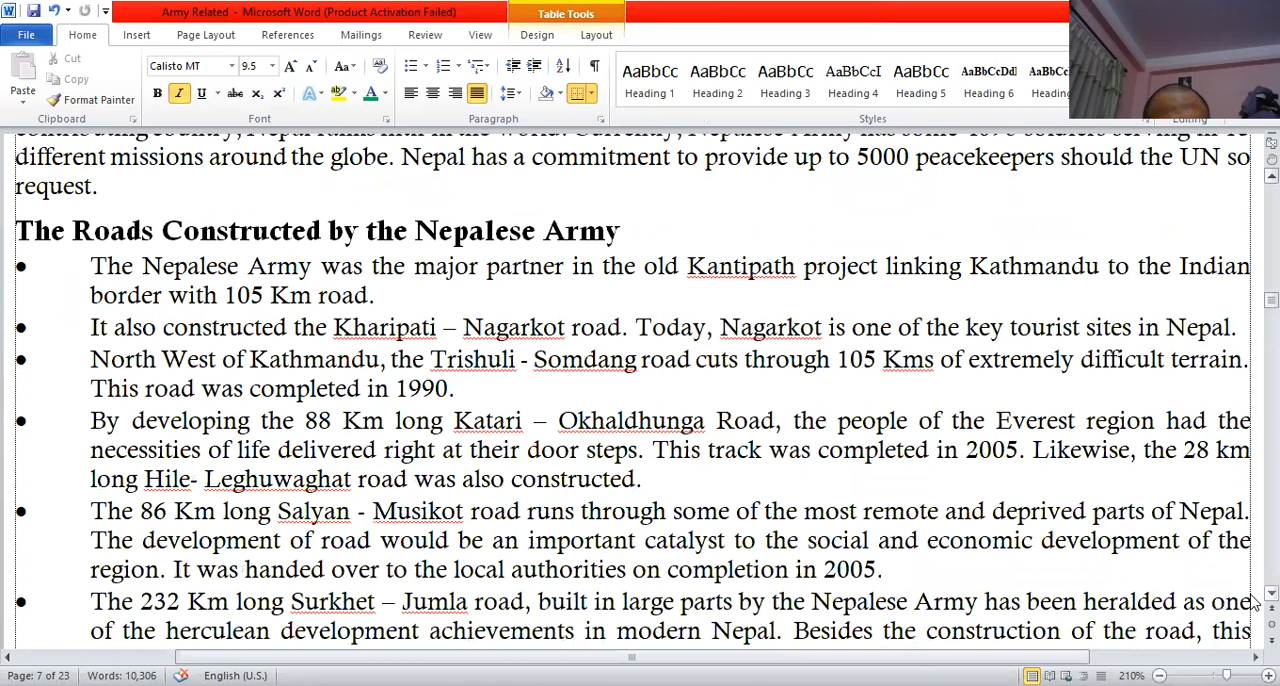 Army Related - Microsoft Word (Product Activation Failed)
Table Tools
File Home Insert Page Layout References Mailings Review View Design Layout
Cut
Copy
Format Painter
Paste
Calisto MT 9.5
AaBbCc AaBbCc AaBbCc AaBbCcI AaBbCc AaBbCcDd AaBbCc
Heading 1 Heading 2 Heading 3 Heading 4 Heading 5 Heading 6 Heading
Clipboard Font Paragraph Styles Editing
different missions around the globe. Nepal has a commitment to provide up to 5000 peacekeepers should the UN so
request.
The Roads Constructed by the Nepalese Army
• The Nepalese Army was the major partner in the old Kantipath project linking Kathmandu to the Indian
border with 105 Km road.
• It also constructed the Kharipati – Nagarkot road. Today, Nagarkot is one of the key tourist sites in Nepal.
• North West of Kathmandu, the Trishuli - Somdang road cuts through 105 Kms of extremely difficult terrain.
This road was completed in 1990.
• By developing the 88 Km long Katari – Okhaldhunga Road, the people of the Everest region had the
necessities of life delivered right at their door steps. This track was completed in 2005. Likewise, the 28 km
long Hile- Leghuwaghat road was also constructed.
• The 86 Km long Salyan - Musikot road runs through some of the most remote and deprived parts of Nepal.
The development of road would be an important catalyst to the social and economic development of the
region. It was handed over to the local authorities on completion in 2005.
• The 232 Km long Surkhet – Jumla road, built in large parts by the Nepalese Army has been heralded as one
of the herculean development achievements in modern Nepal. Besides the construction of the road, this
Page: 7 of 23 Words: 10,306 English (U.S.) 210%